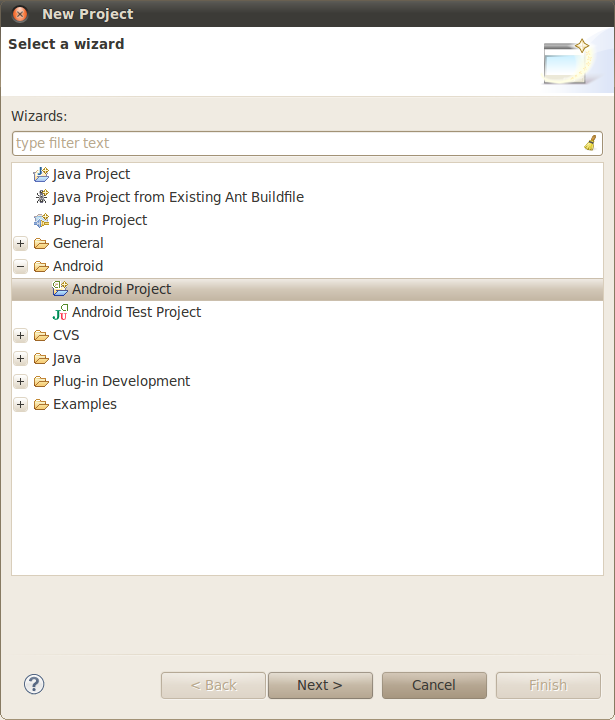 New Project
Select a wizard
Wizards:
type filter text
Java Project
Java Project from Existing Ant Buildfile
Plug-in Project
General
Android
Android Project
Android Test Project
CVS
Java
Plug-in Development
Examples
< Back Next > Cancel Finish